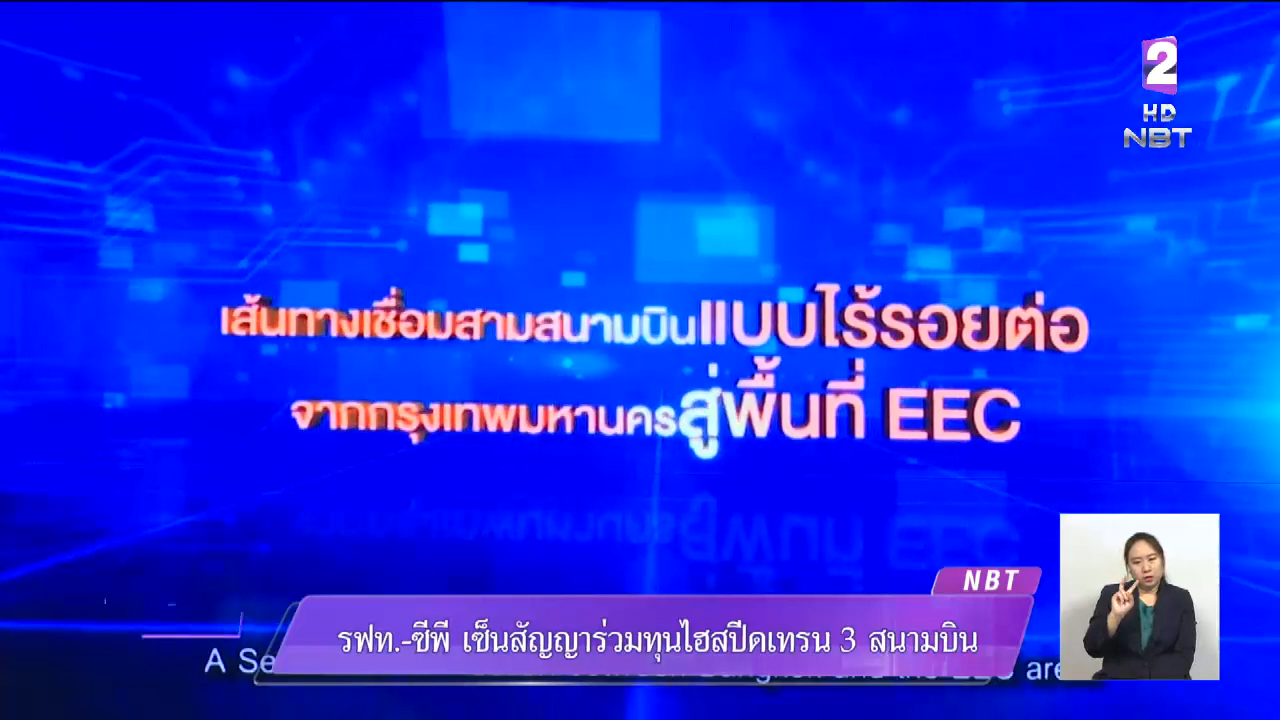 2
HD
NBT
เส้นทางเชื่อมสามสนามบินแบบไร้รอยต่อ
จากกรุงเทพมหานครสู่พื้นที่ EEC
NBT
รฟท.-ซีพี เซ็นสัญญาร่วมทุนไฮสปีดเทรน 3 สนามบิน
A